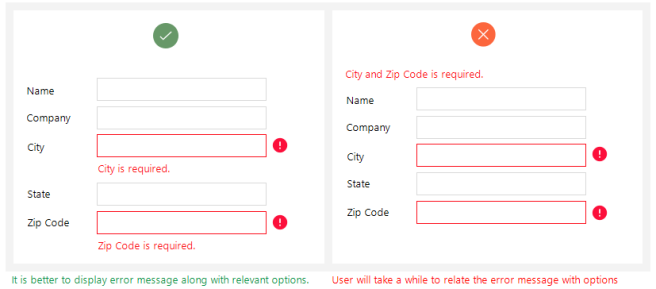 Name
Company
City
City is required.
State
Zip Code
Zip Code is required.
It is better to display error message along with relevant options.
City and Zip Code is required.
Name
Company
City
State
Zip Code
User will take a while to relate the error message with options